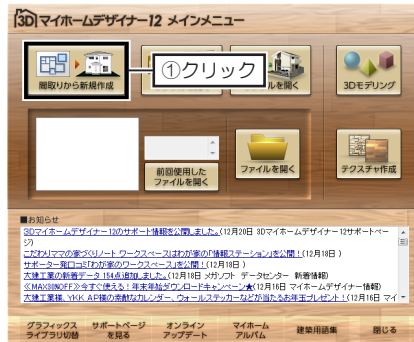 3D マイホームデザイナー12 メインメニュー
間取りから新規作成
①クリック
ルを開く
3Dモデリング
前回使用した
ファイルを開く
ファイルを開く
テクスチャ作成
■お知らせ
3Dマイホームデザイナー12のサポート情報を公開しました。(12月20日 3Dマイホームデザイナー12サポートページ)
こだわりママの家づくりノート ワークスペースはわが家の「情報ステーション」を公開！(12月18日 )
サポーター発口コミ「わが家のワークスペース」を公開！(12月18日 )
大建工業の新着データ 154点追加しました。(12月18日 メガソフト データセンター 新着情報)
≪MAX30%OFF≫今すぐ使える！年末年始ダウンロードキャンペーン★(12月16日 マイホームデザイナー情報)
大建工業様、YKK AP様の素敵なカレンダー、ウォールステッカーなどが当たるお年玉プレゼント！(12月16日 マイ
グラフィックス
ライブラリ切替
サポートページ
を見る
オンライン
アップデート
マイホーム
アルバム
建築用語集
閉じる